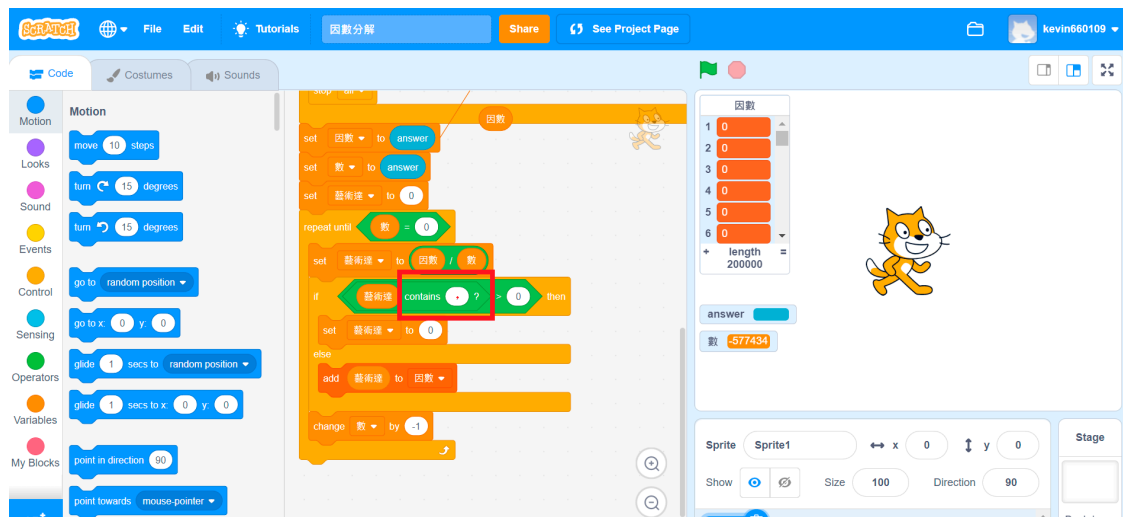 SCRATCH File Edit Tutorials 因數分解 Share See Project Page kevin660109
Code Costumes Sounds
Motion
Looks
Sound
Events
Control
Sensing
Operators
Variables
My Blocks
Motion
move 10 steps
turn 15 degrees
turn 15 degrees
go to random position
go to x: 0 y: 0
glide 1 secs to random position
glide 1 secs to x: 0 y: 0
point in direction 90
point towards mouse-pointer
stop all
因數
set 因數 to answer
set 數 to answer
set 藝術達 to 0
repeat until 數 = 0
set 藝術達 to 因數 / 數
if 藝術達 contains , ? > 0 then
set 藝術達 to 0
else
add 藝術達 to 因數
change 數 by -1
因數
1 0
2 0
3 0
4 0
5 0
6 0
+ length =
200000
answer
數 -577434
Sprite Sprite1 x 0 y 0
Show Size 100 Direction 90
Stage